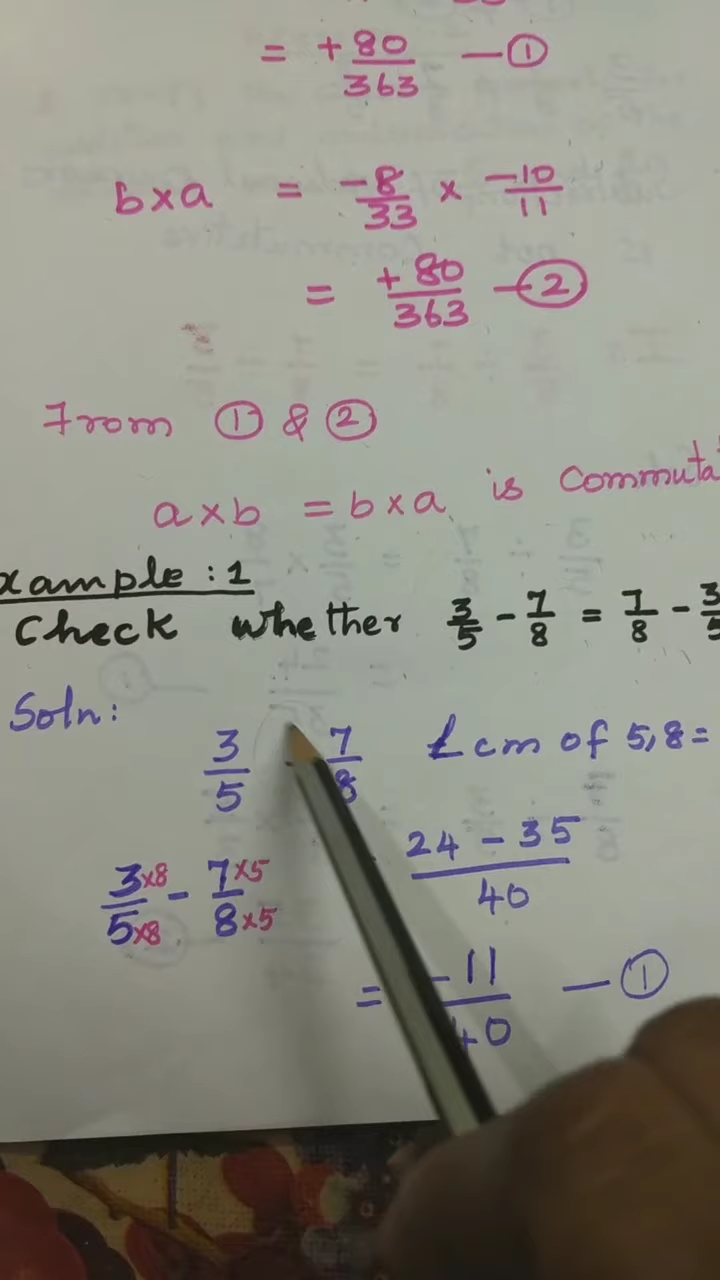 = +80/363 — ①
b×a = -8/33 × -10/11
= +80/363 — ②
From ① & ②
a×b = b×a is
xample : 1
Check whether 3/5 - 7/8 = 7/8 - 3/5
Soln:
3/5 7/8 Lcm of 5,8 =
3×8/5×8 - 7×5/8×5 24 - 35/40
= -11/40 — ①